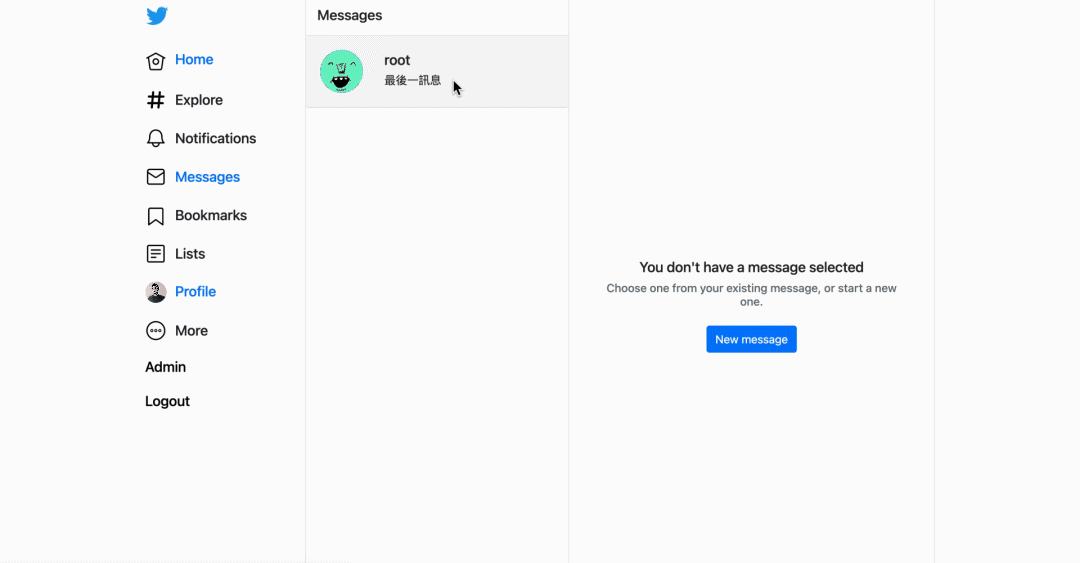 Home
Explore
Notifications
Messages
Bookmarks
Lists
Profile
More
Admin
Logout
Messages
root
最後一訊息
You don't have a message selected
Choose one from your existing message, or start a new
one.
New message